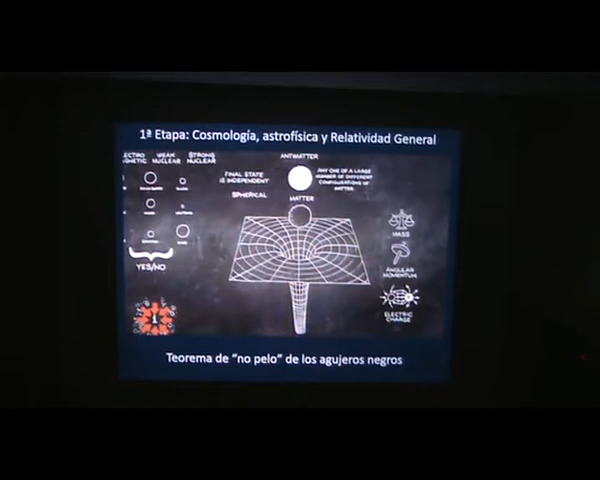 1ª Etapa: Cosmología, astrofísica y Relatividad General
WEAK STRONG
NUCLEAR NUCLEAR
YES/NO
FINAL STATE
IS INDEPENDENT
SPHERICAL
ANTIMATTER
ANY ONE OF A LARGE
NUMBER OF DIFFERENT
CONFIGURATIONS OF
MATTER
MATTER
MASS
ANGULAR
MOMENTUM
ELECTRIC
CHARGE
Teorema de “no pelo” de los agujeros negros